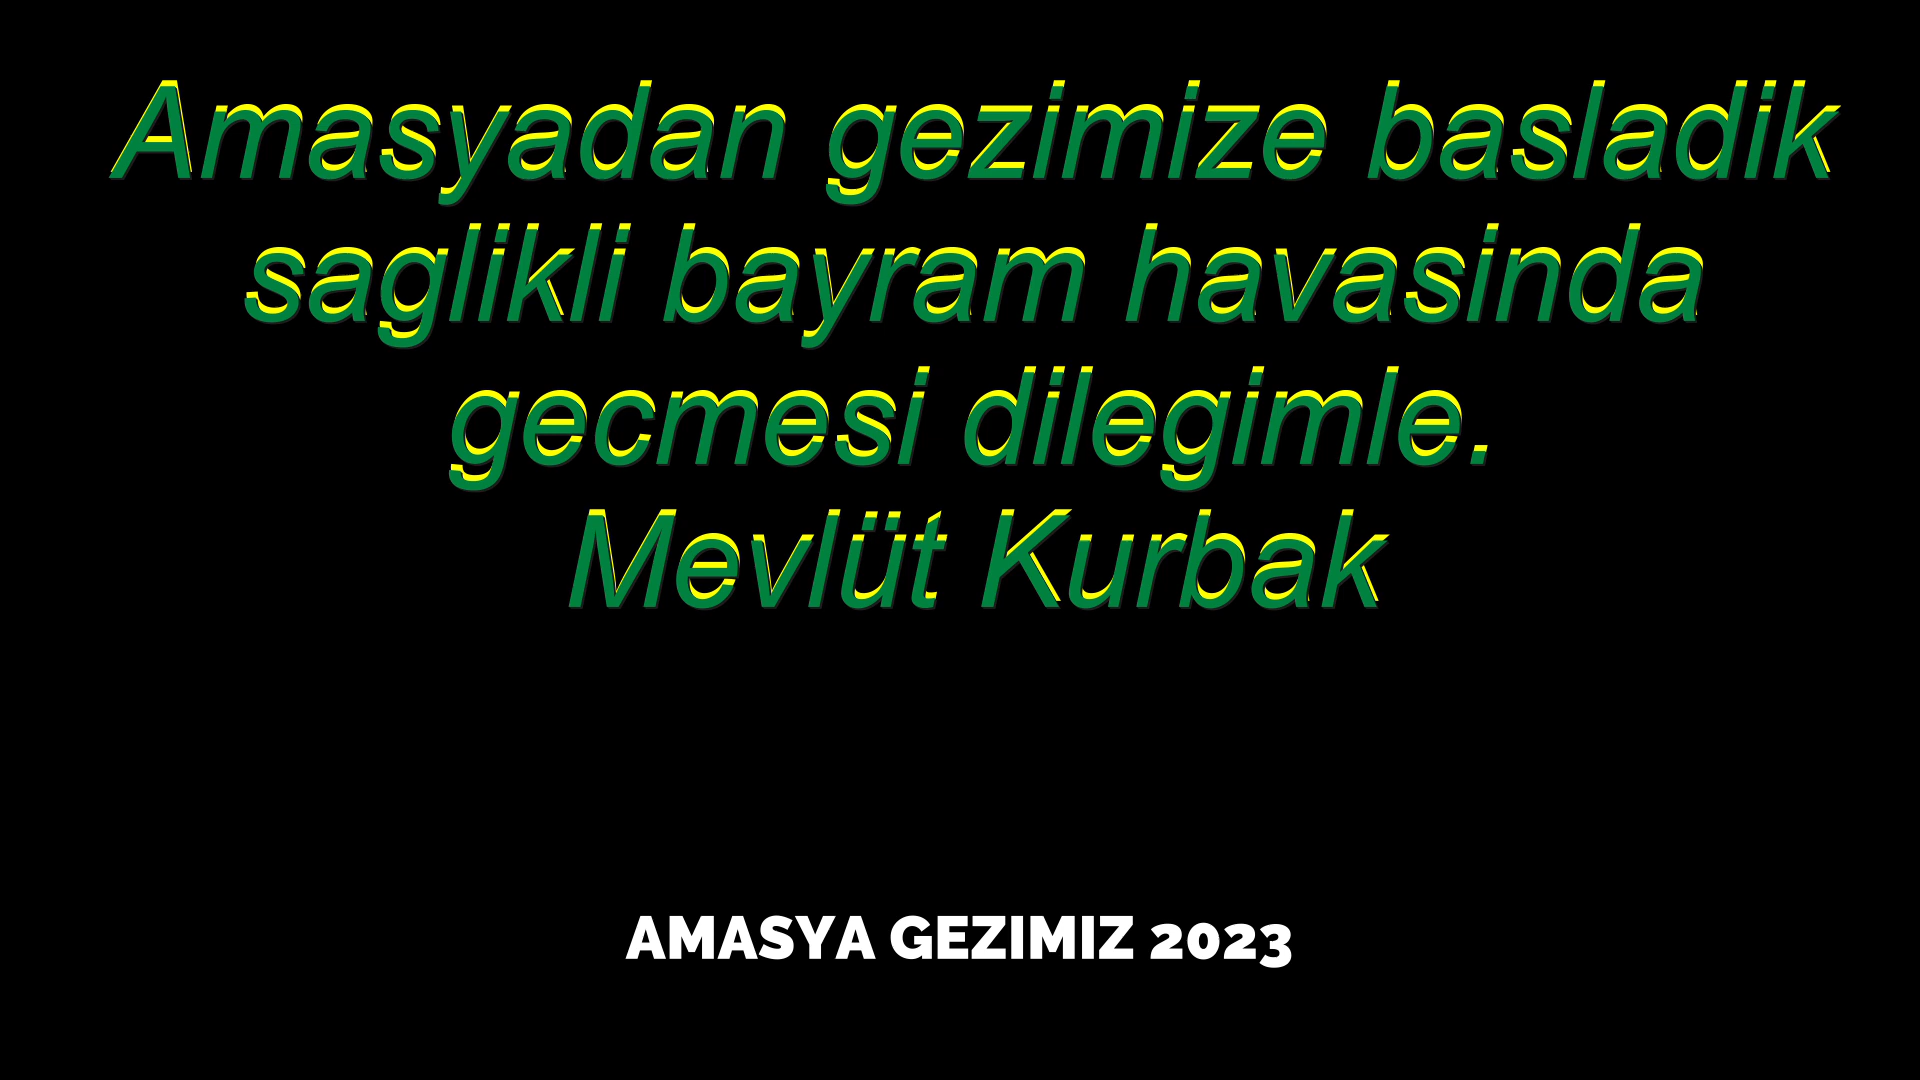 Amasyadan gezimize basladik
saglikli bayram havasinda
gecmesi dilegimle.
Mevlüt Kurbak
AMASYA GEZIMIZ 2023